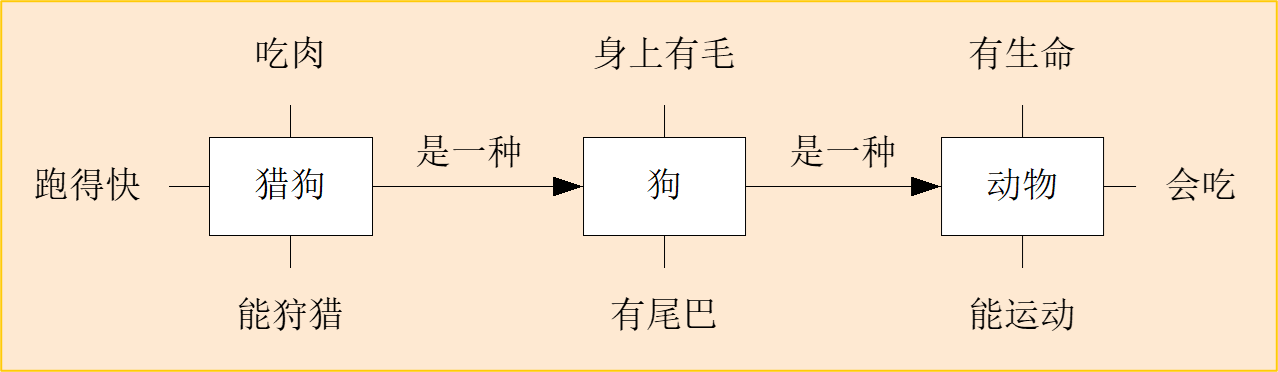 吃肉 身上有毛 有生命
是一种 是一种
跑得快 猎狗 狗 动物 会吃
能狩猎 有尾巴 能运动